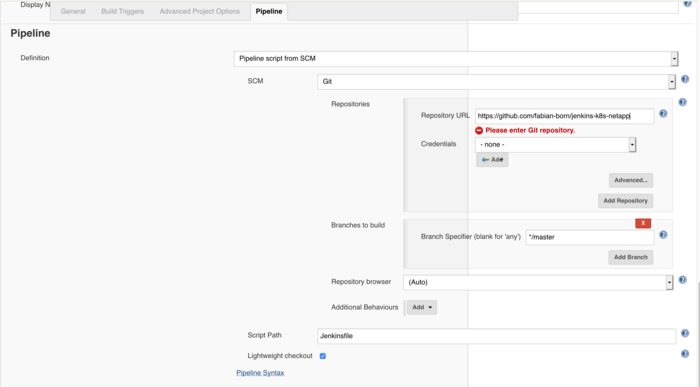 Display N
General Build Triggers Advanced Project Options Pipeline
Pipeline
Definition
Pipeline script from SCM
SCM
Git
Repositories
Repository URL
https://github.com/fabian-born/jenkins-k8s-netapp
Please enter Git repository.
Credentials
- none -
Add
Advanced...
Add Repository
Branches to build
X
Branch Specifier (blank for 'any')
*/master
Add Branch
Repository browser
(Auto)
Additional Behaviours
Add
Script Path
Jenkinsfile
Lightweight checkout
Pipeline Syntax